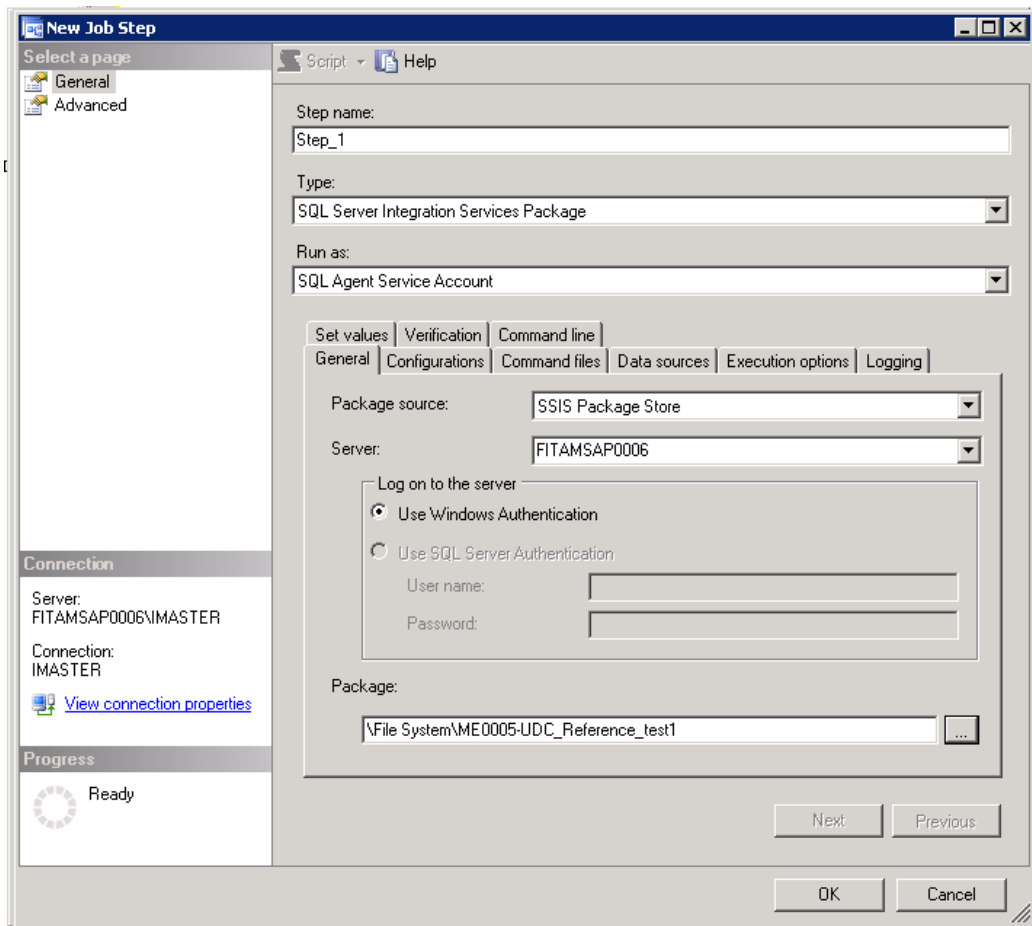 New Job Step
Select a page
General
Advanced
Script Help
Step name:
Step_1
Type:
SQL Server Integration Services Package
Run as:
SQL Agent Service Account
Set values Verification Command line
General Configurations Command files Data sources Execution options Logging
Package source: SSIS Package Store
Server: FITAMSAP0006
Log on to the server
Use Windows Authentication
Use SQL Server Authentication
User name:
Password:
Package:
\File System\ME0005-UDC_Reference_test1
...
Connection
Server:
FITAMSAP0006\IMASTER
Connection:
IMASTER
View connection properties
Progress
Ready
Next Previous
OK Cancel